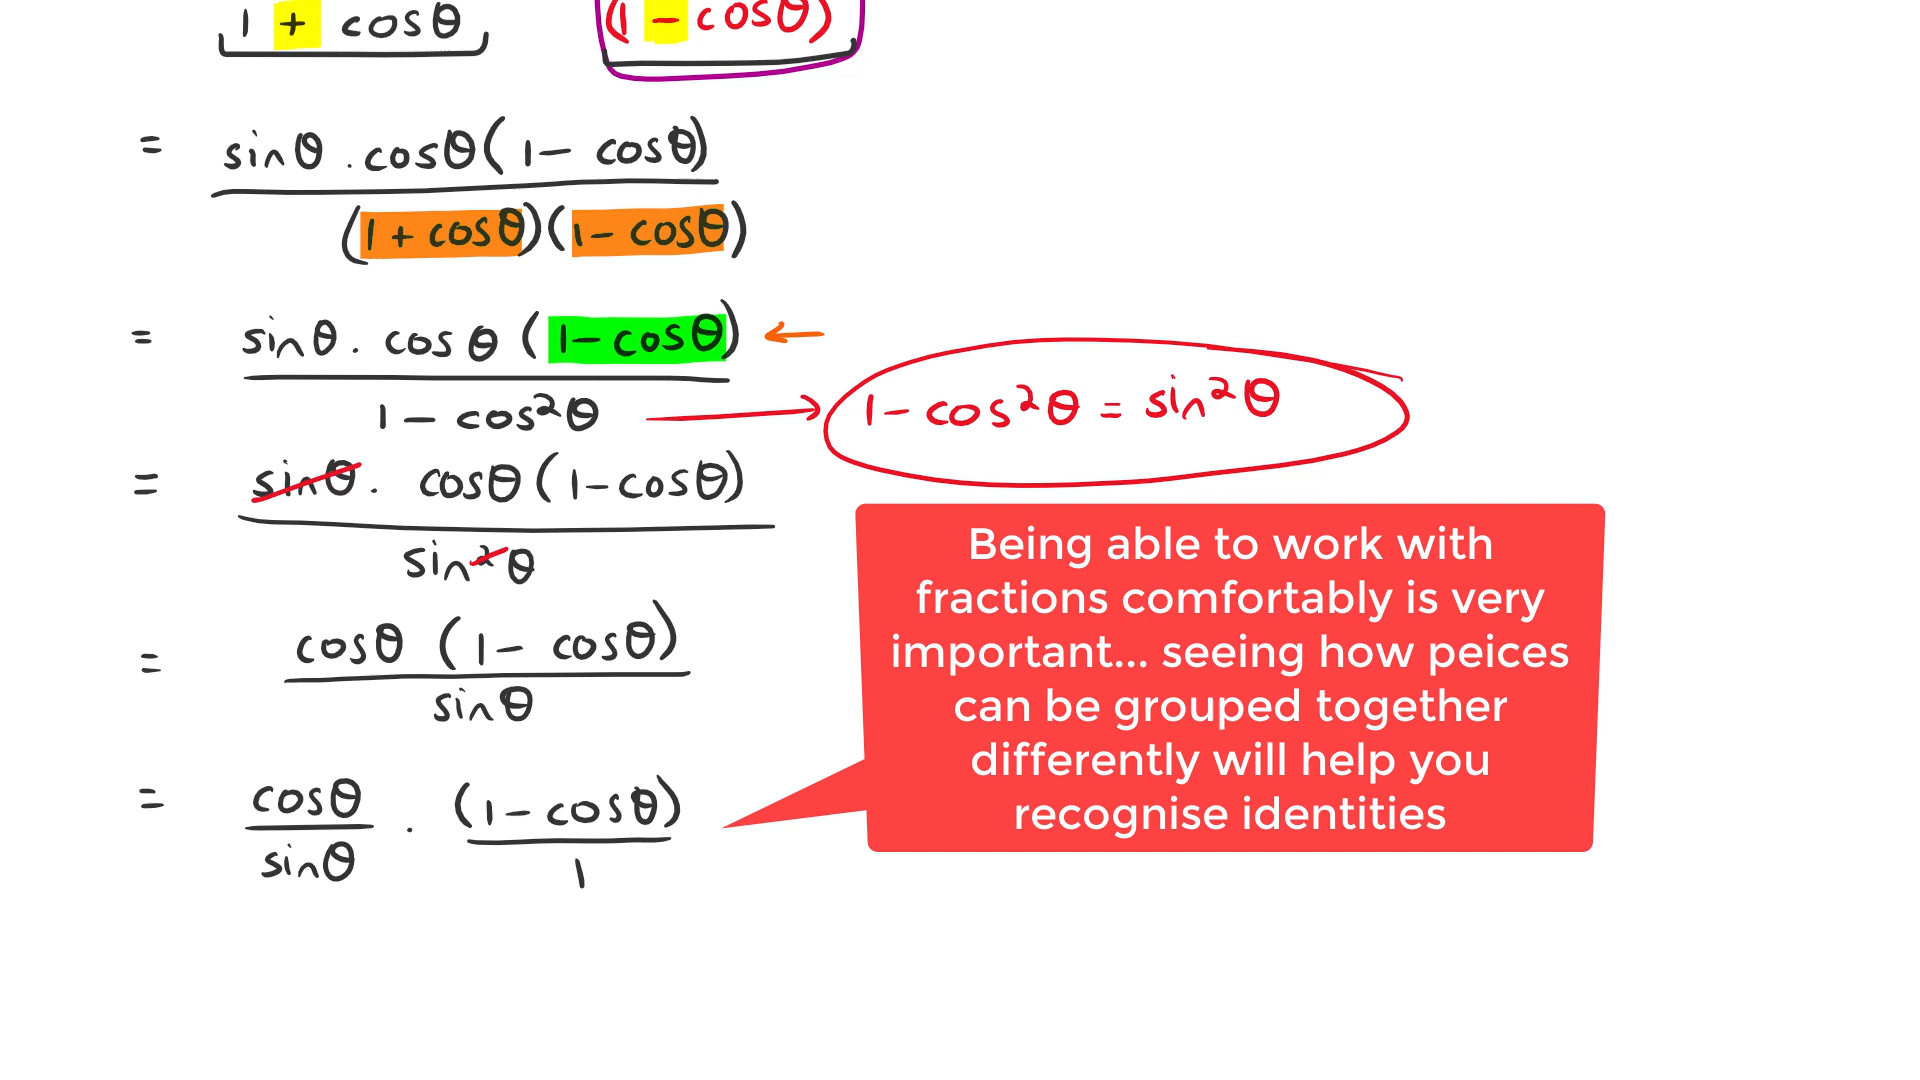 1 + cosθ (1 - cosθ)
= sinθ . cosθ (1 - cosθ)
(1 + cosθ)(1 - cosθ)
= sinθ . cosθ (1 - cosθ) ←
1 - cos²θ → 1 - cos²θ = sin²θ
= sinθ . cosθ (1 - cosθ)
sin²θ
= cosθ (1 - cosθ)
sinθ
= cosθ . (1 - cosθ)
sinθ 1
Being able to work with
fractions comfortably is very
important... seeing how peices
can be grouped together
differently will help you
recognise identities